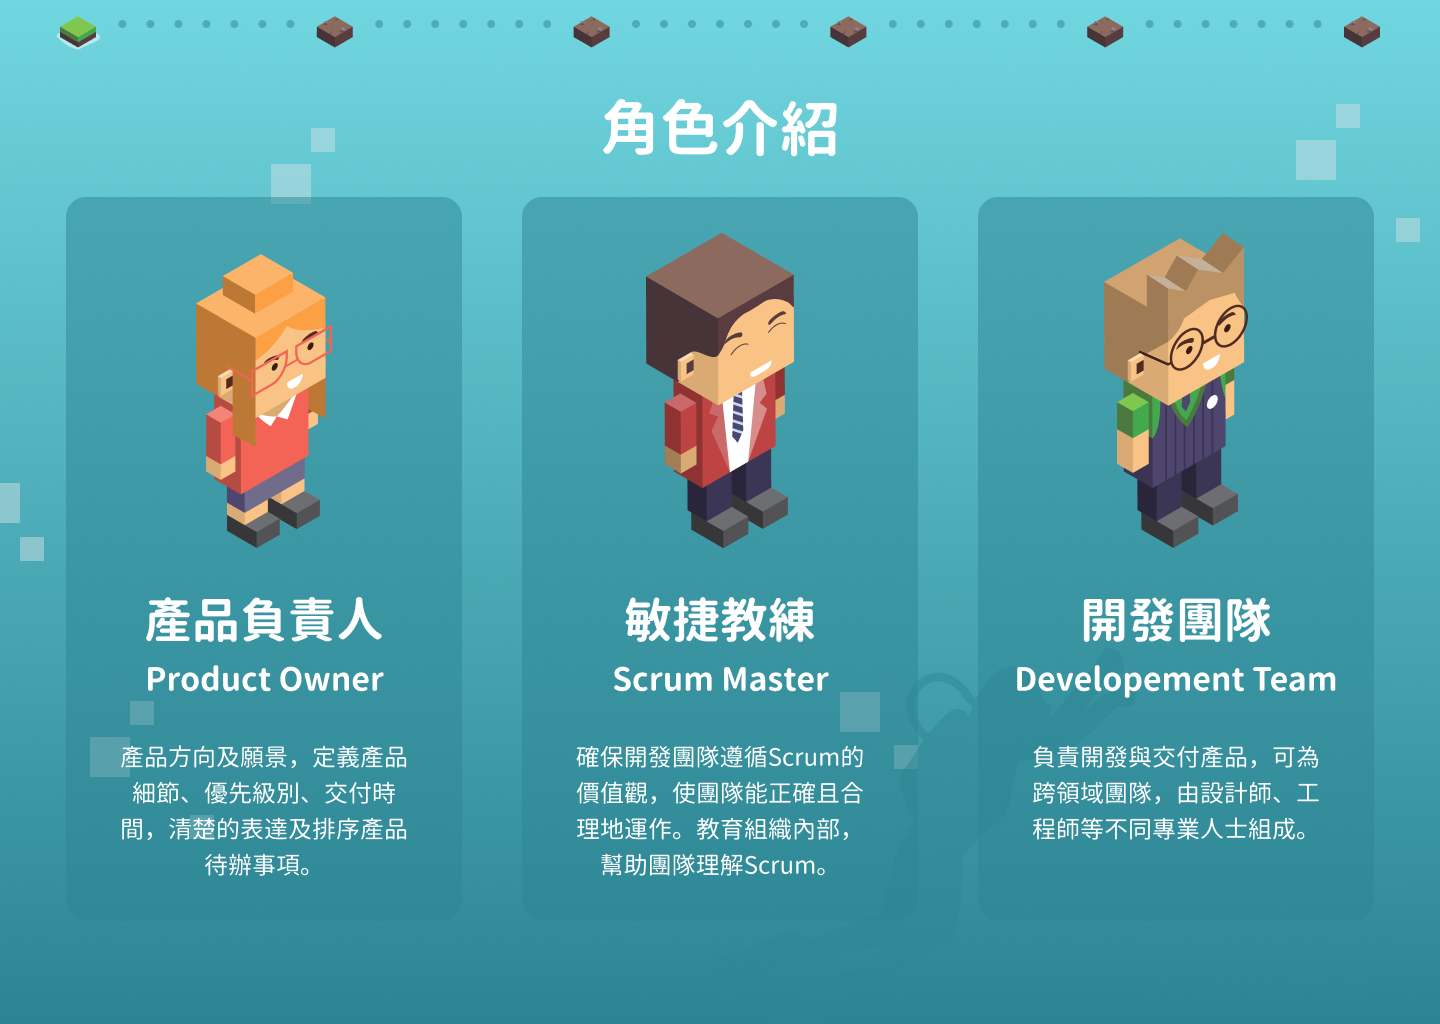 角色介紹
產品負責人
Product Owner
產品方向及願景，定義產品
細節、優先級別、交付時
間，清楚的表達及排序產品
待辦事項。
敏捷教練
Scrum Master
確保開發團隊遵循Scrum的
價值觀，使團隊能正確且合
理地運作。教育組織內部，
幫助團隊理解Scrum。
開發團隊
Developement Team
負責開發與交付產品，可為
跨領域團隊，由設計師、工
程師等不同專業人士組成。